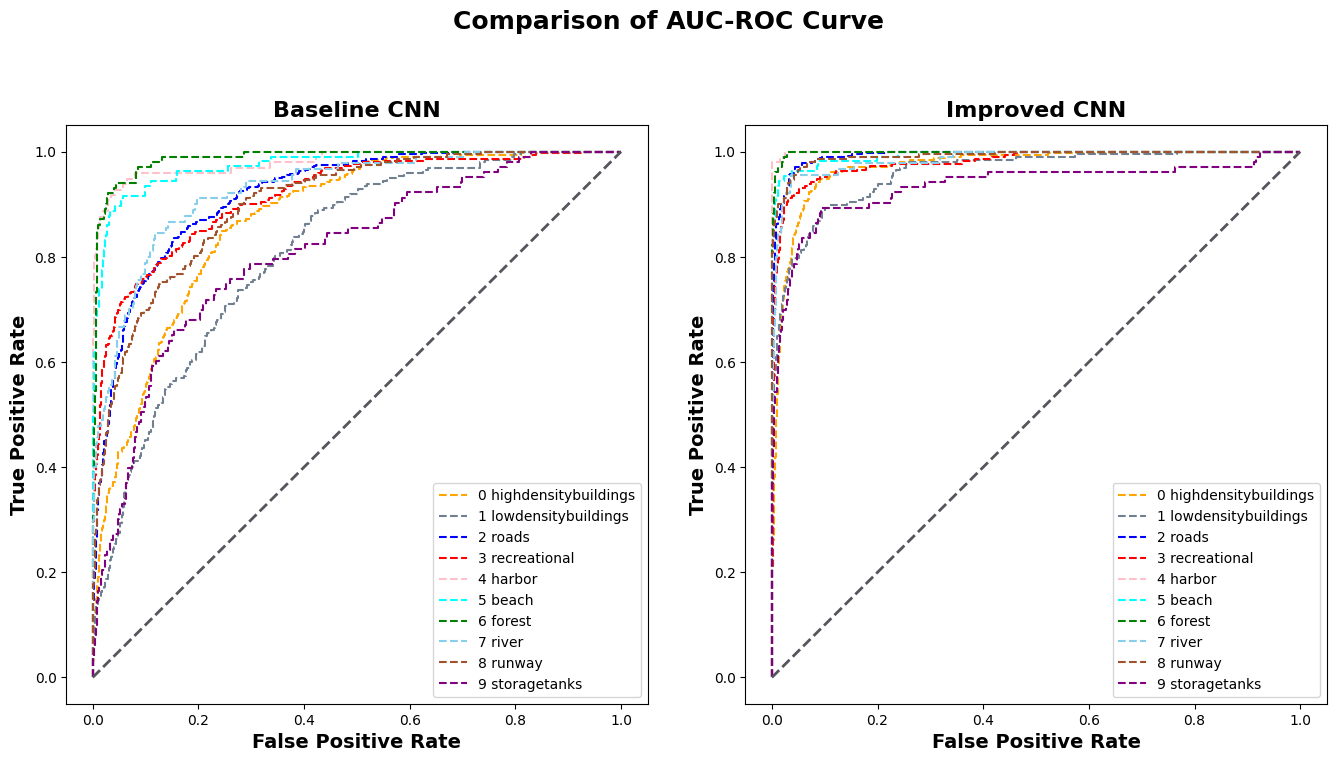 Comparison of AUC-ROC Curve
Baseline CNN
True Positive Rate
1.0
0.8
0.6
0.4
0.2
0.0
0 highdensitybuildings
1 lowdensitybuildings
2 roads
3 recreational
4 harbor
5 beach
6 forest
7 river
8 runway
9 storagetanks
0.0 0.2 0.4 0.6 0.8 1.0
False Positive Rate
Improved CNN
True Positive Rate
1.0
0.8
0.6
0.4
0.2
0.0
0 highdensitybuildings
1 lowdensitybuildings
2 roads
3 recreational
4 harbor
5 beach
6 forest
7 river
8 runway
9 storagetanks
0.0 0.2 0.4 0.6 0.8 1.0
False Positive Rate